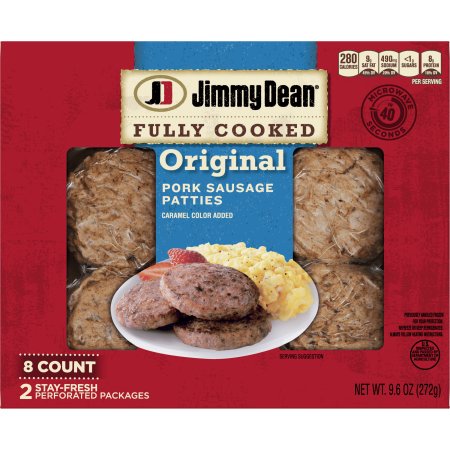 JD Jimmy Dean®
FULLY COOKED
Original
PORK SAUSAGE
PATTIES
CARAMEL COLOR ADDED
280 CALORIES
9g SAT FAT
490mg SODIUM
<1g SUGARS
8g PROTEIN
PER SERVING
MICROWAVE
40
SECONDS
SERVING SUGGESTION
8 COUNT
2 STAY-FRESH
PERFORATED PACKAGES
NET WT. 9.6 OZ (272g)